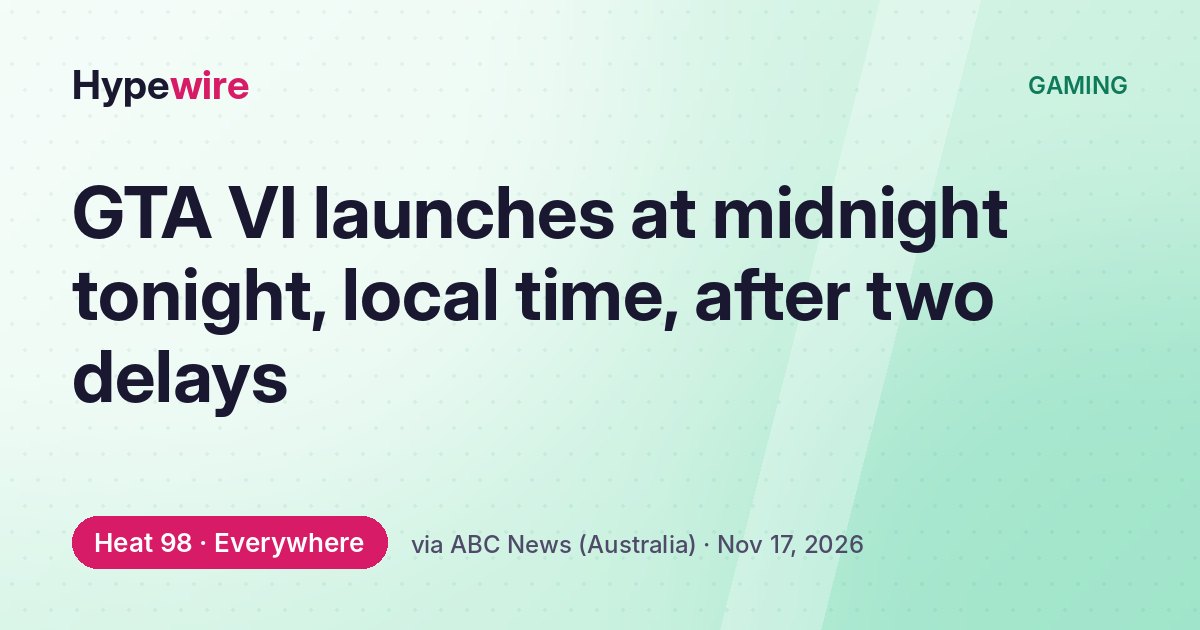 Hypewire
GAMING
GTA VI launches at midnight
tonight, local time, after two
delays
Heat 98 · Everywhere
via ABC News (Australia) · Nov 17, 2026